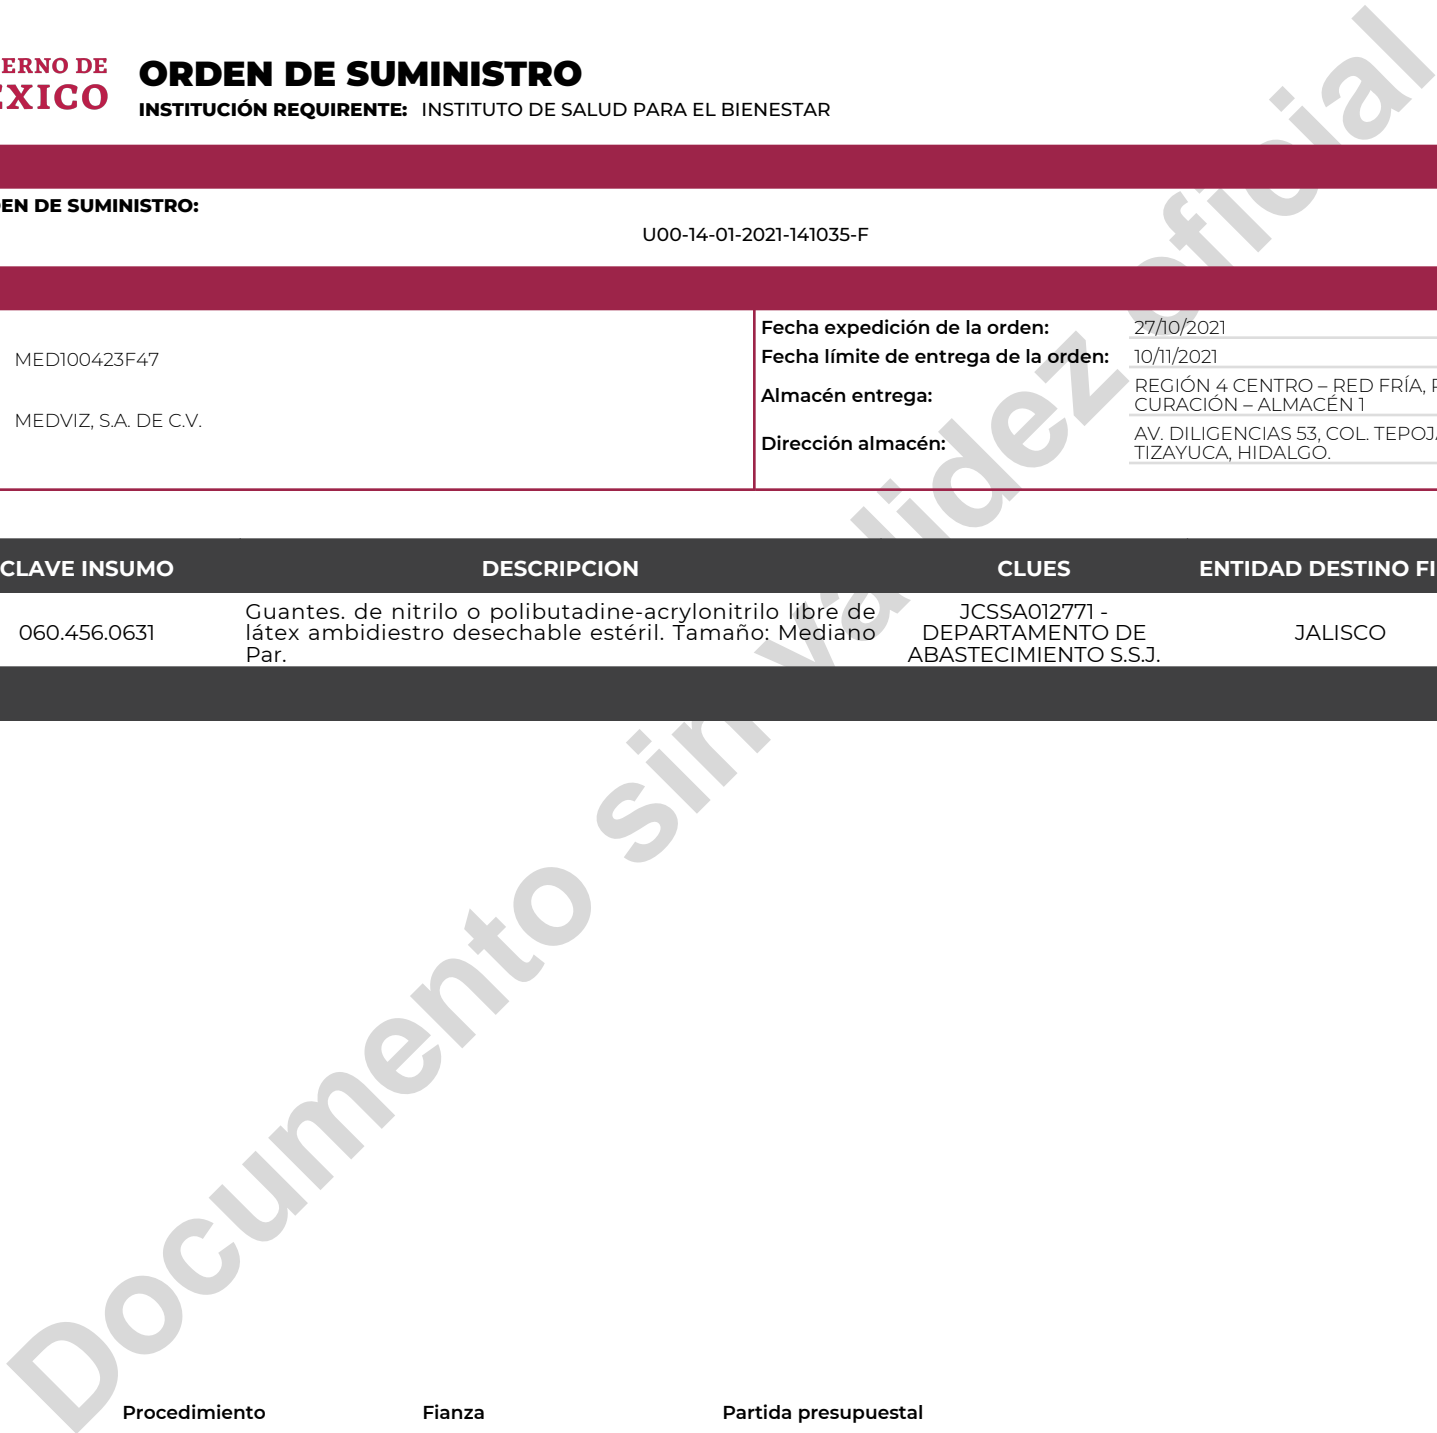 ERNO DE
ÉXICO
ORDEN DE SUMINISTRO
INSTITUCIÓN REQUIRENTE: INSTITUTO DE SALUD PARA EL BIENESTAR
EN DE SUMINISTRO:
U00-14-01-2021-141035-F
MED100423F47
MEDVIZ, S.A. DE C.V.
Fecha expedición de la orden: 27/10/2021
Fecha límite de entrega de la orden: 10/11/2021
Almacén entrega: REGIÓN 4 CENTRO – RED FRÍA,
CURACIÓN – ALMACÉN 1
Dirección almacén: AV. DILIGENCIAS 53, COL. TEPOJ
TIZAYUCA, HIDALGO.
CLAVE INSUMO DESCRIPCION CLUES ENTIDAD DESTINO FI
060.456.0631
Guantes. de nitrilo o polibutadine-acrylonitrilo libre de
látex ambidiestro desechable estéril. Tamaño: Mediano
Par.
JCSSA012771 -
DEPARTAMENTO DE
ABASTECIMIENTO S.S.J.
JALISCO
Documento sin validez oficial
Procedimiento Fianza Partida presupuestal